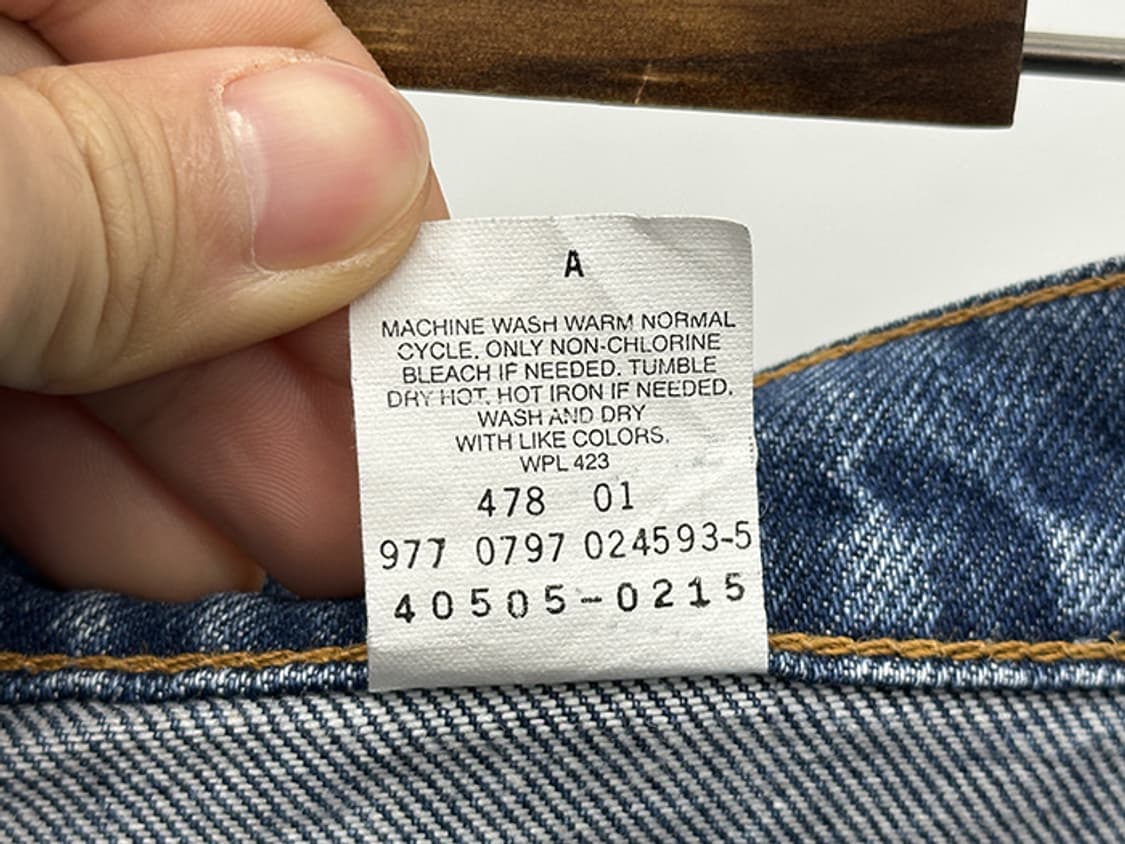 A
MACHINE WASH WARM NORMAL
CYCLE, ONLY NON-CHLORINE
BLEACH IF NEEDED. TUMBLE
DRY HOT, HOT IRON IF NEEDED.
WASH AND DRY
WITH LIKE COLORS.
WPL 423
478 01
977 0797 024593-5
40505-0215